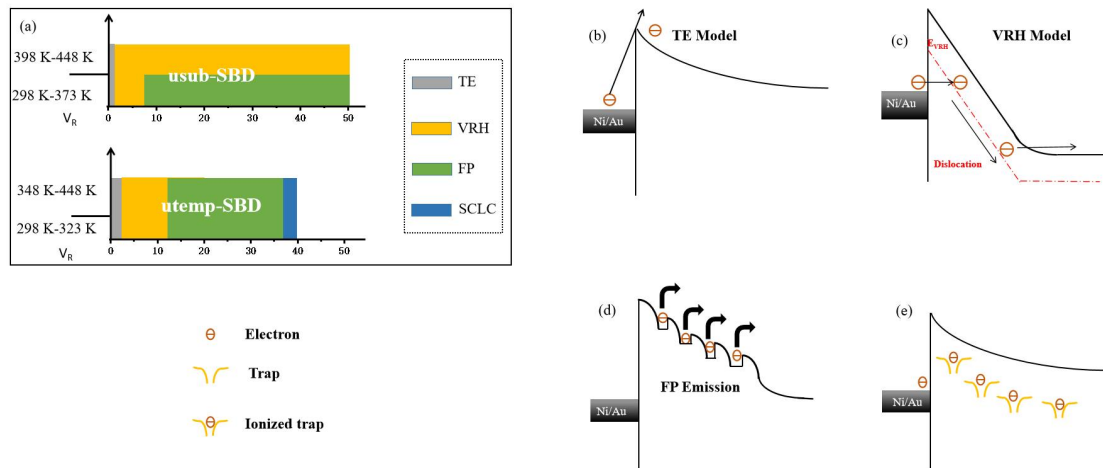 (a)
398 K-448 K
usub-SBD
298 K-373 K
V_R
0 10 20 30 40 50
348 K-448 K
utemp-SBD
298 K-323 K
V_R
0 10 20 30 40 50
TE
VRH
FP
SCLC
Electron
Trap
Ionized trap
(b)
TE Model
Ni/Au
(c)
VRH Model
E_VRH
Ni/Au
Dislocation
(d)
FP Emission
Ni/Au
(e)
Ni/Au